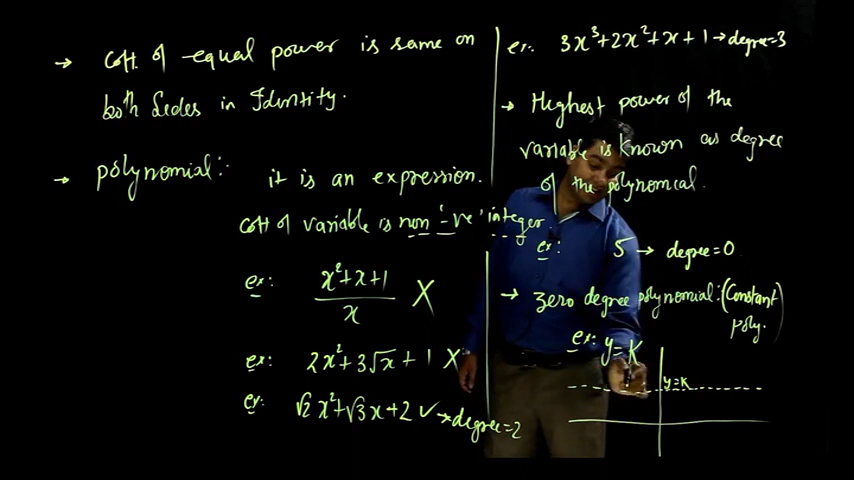 → Coff. of equal power is same on
both Sides in Identity.
→ polynomial:- it is an expression.
Coff of variable is non '-ve' integer.
ex: x²+x+1 / x X
ex: 2x²+3√x+1 X
ex: √2 x²+√3x+2 ✓→degree=2
ex:- 3x³+2x²+x+1→degree=3
→ Highest power of the
variable is known as degree
of the polynomial.
ex: 5 → degree=0
→ zero degree polynomial:(Constant
poly.)
ex: y=K
y=K